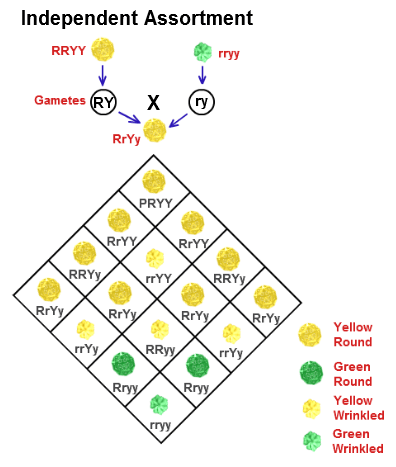 Independent Assortment
RRYY
rryy
Gametes RY X ry
RrYy
PRYY
RrYY RrYY
RRYy rrYY RRYy
RrYy RrYy RrYy RrYy
rrYy RRyy rrYy
Rryy Rryy
rryy
Yellow
Round
Green
Round
Yellow
Wrinkled
Green
Wrinkled